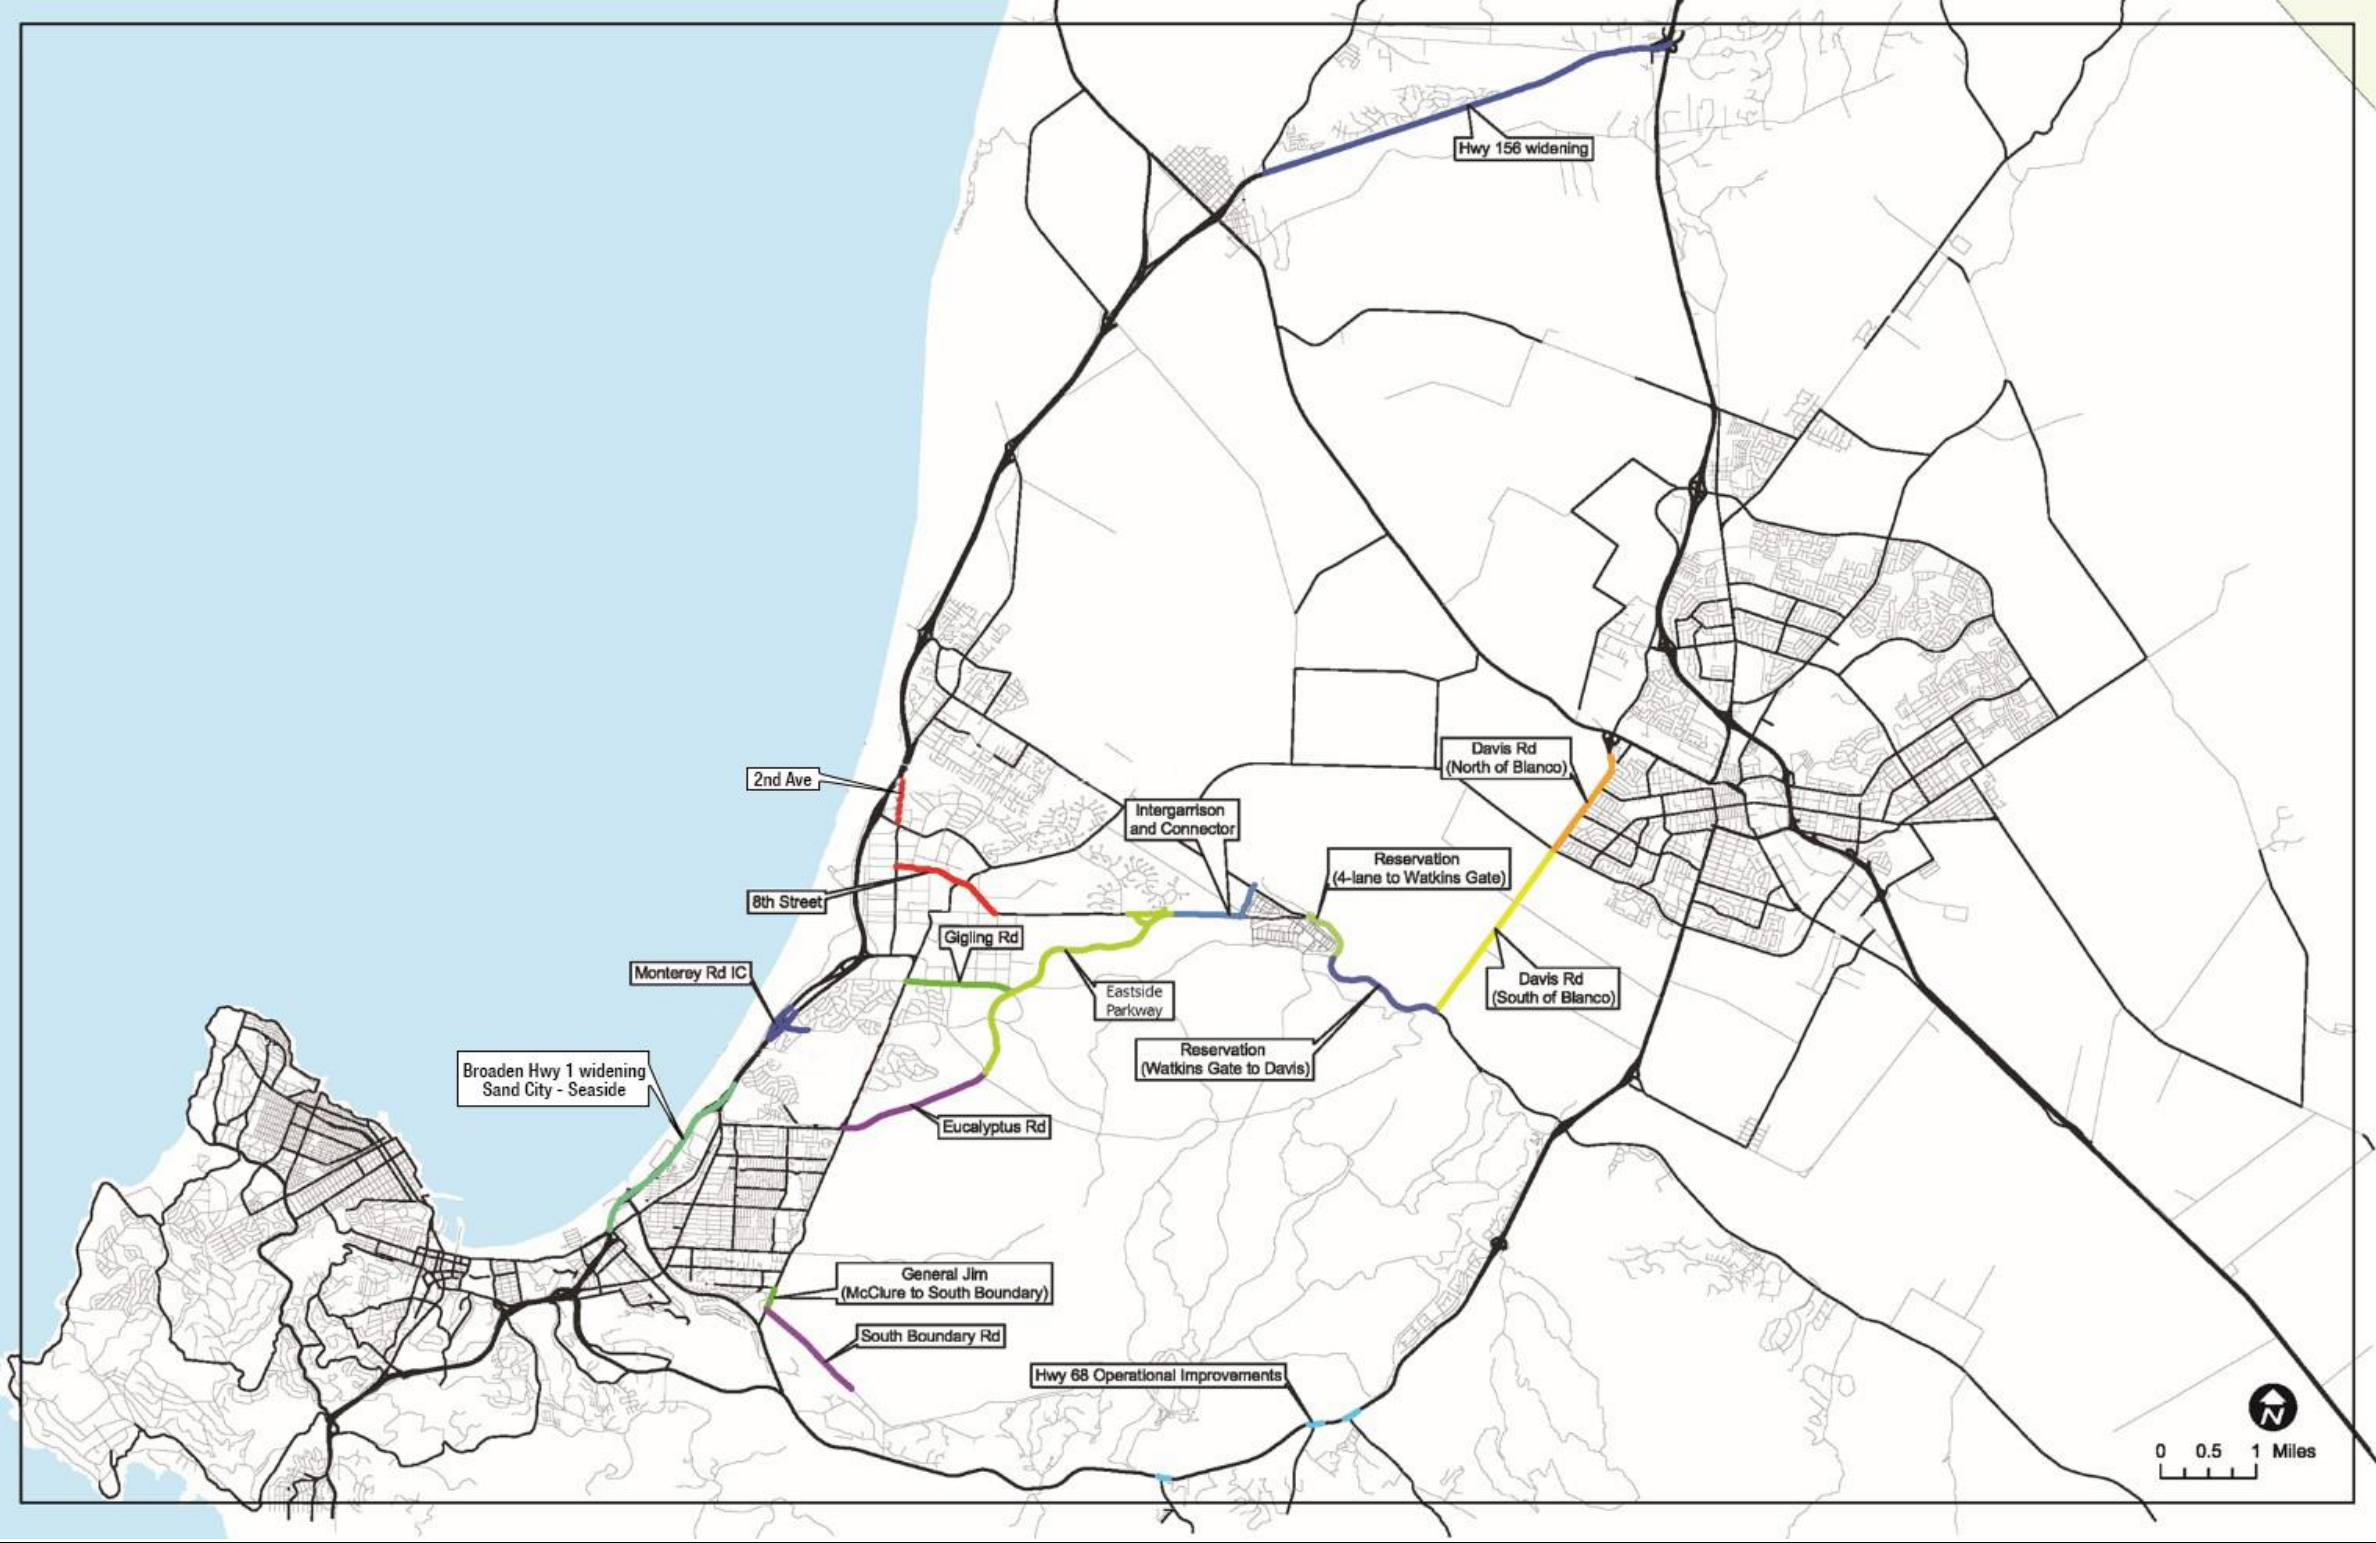 Hwy 156 widening
Davis Rd
(North of Blanco)
2nd Ave
Intergarrison
and Connector
Reservation
(4-lane to Watkins Gate)
8th Street
Gigling Rd
Monterey Rd IC
Davis Rd
(South of Blanco)
Eastside
Parkway
Reservation
(Watkins Gate to Davis)
Broaden Hwy 1 widening
Sand City - Seaside
Eucalyptus Rd
General Jim
(McClure to South Boundary)
South Boundary Rd
Hwy 68 Operational Improvements
N
0 0.5 1 Miles